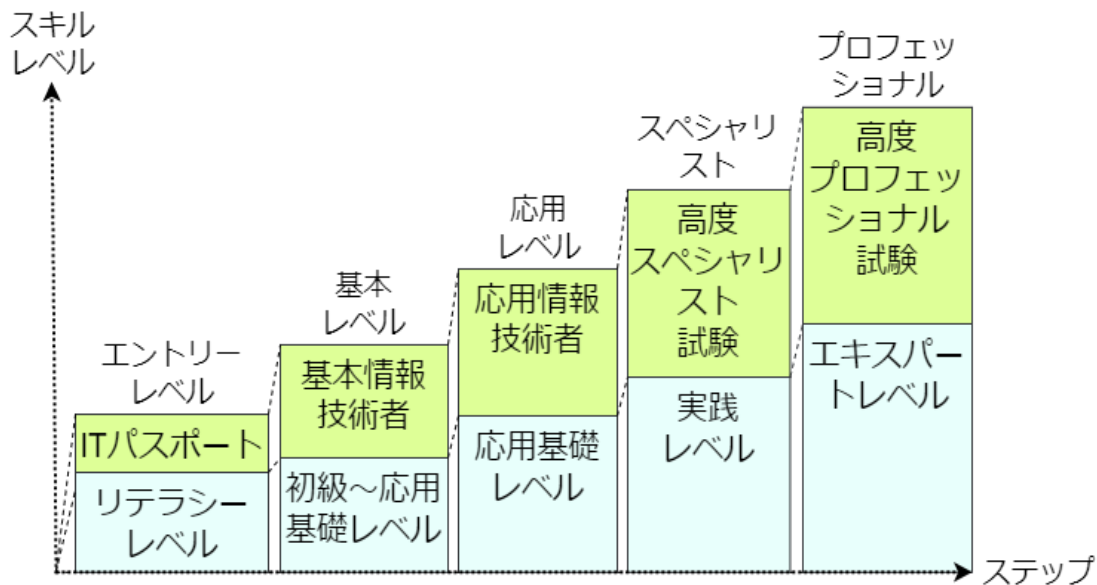 スキル
レベル
エントリー
レベル
ITパスポート
リテラシー
レベル
基本
レベル
基本情報
技術者
初級～応用
基礎レベル
応用
レベル
応用情報
技術者
応用基礎
レベル
スペシャリ
スト
高度
スペシャリ
スト
試験
実践
レベル
プロフェッ
ショナル
高度
プロフェッ
ショナル
試験
エキスパー
トレベル
ステップ